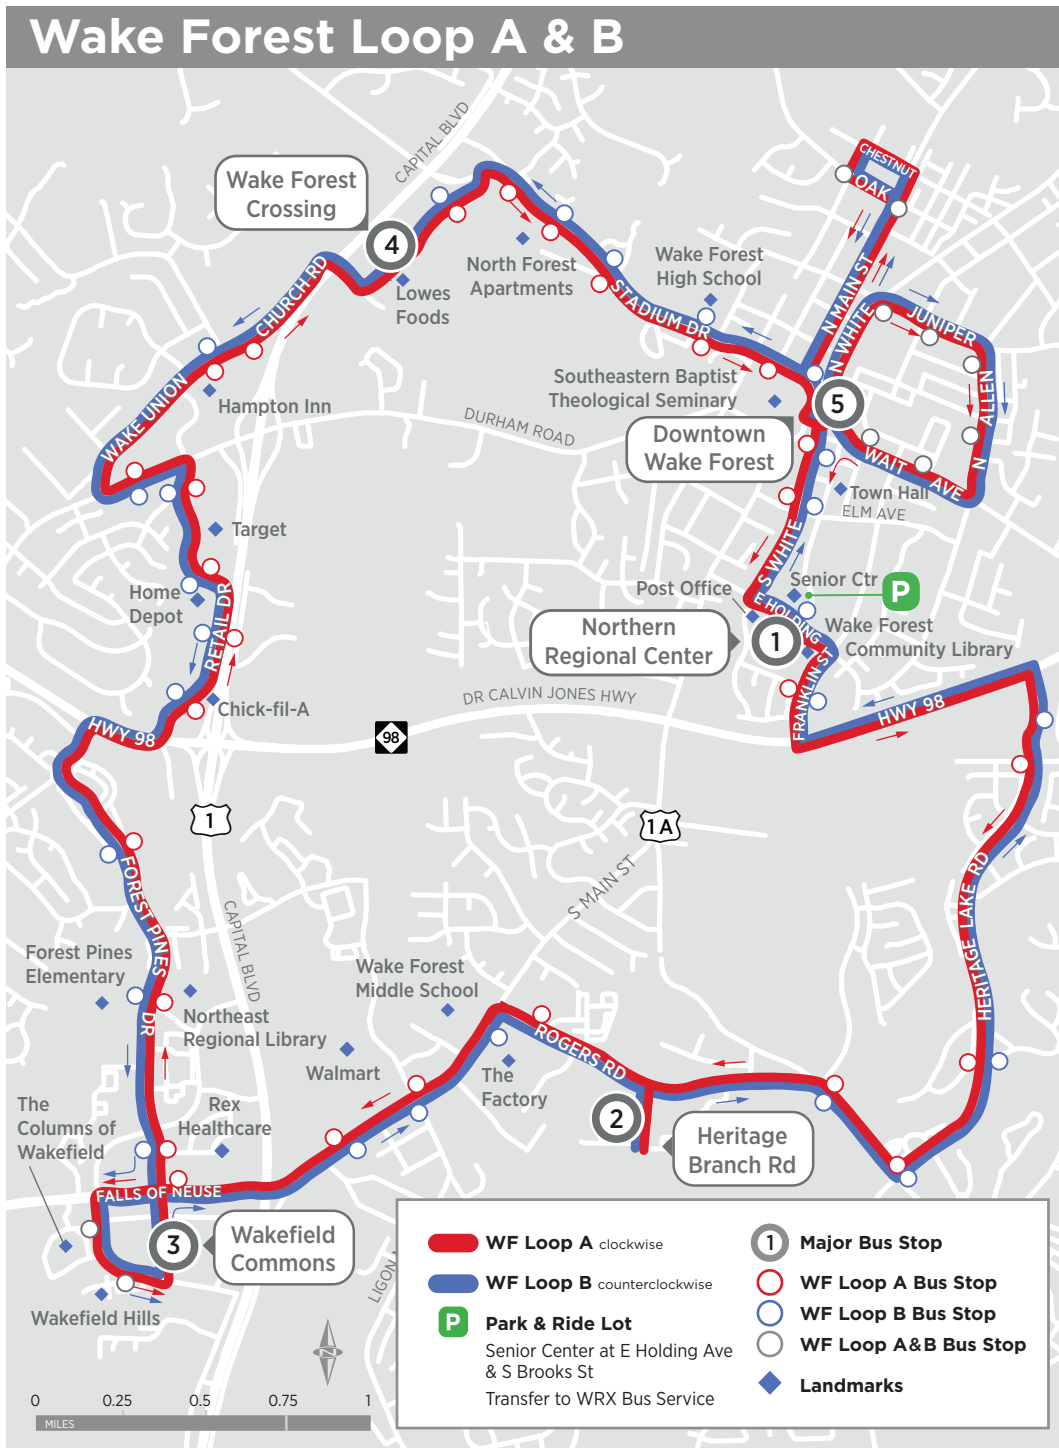 Wake Forest Loop A & B
CAPITAL BLVD
CHESTNUT
OAK
Wake Forest
Crossing
4
North Forest
Apartments
Wake Forest
High School
N MAIN ST
Lowes
Foods
CHURCH RD
STADIUM DR
N WHITE
JUNIPER
N ALLEN
WAKE UNION
Hampton Inn
Southeastern Baptist
Theological Seminary
5
DURHAM ROAD
Downtown
Wake Forest
WAIT AVE
Town Hall
ELM AVE
Target
S WHITE
Home
Depot
RETAIL DR
Post Office
Senior Ctr
P
E HOLDING
Northern
Regional Center
1
Wake Forest
Community Library
FRANKLIN ST
Chick-fil-A
DR CALVIN JONES HWY
HWY 98
HWY 98
98
1
1A
S MAIN ST
HERITAGE LAKE RD
FOREST PINES DR
CAPITAL BLVD
Forest Pines
Elementary
Wake Forest
Middle School
Northeast
Regional Library
ROGERS RD
Walmart
The
Factory
The
Columns of
Wakefield
Rex
Healthcare
2
Heritage
Branch Rd
FALLS OF NEUSE
3
Wakefield
Commons
Wakefield Hills
WF Loop A clockwise
WF Loop B counterclockwise
P
Park & Ride Lot
Senior Center at E Holding Ave
& S Brooks St
Transfer to WRX Bus Service
1
Major Bus Stop
WF Loop A Bus Stop
WF Loop B Bus Stop
WF Loop A&B Bus Stop
Landmarks
N
0 0.25 0.5 0.75 1
MILES